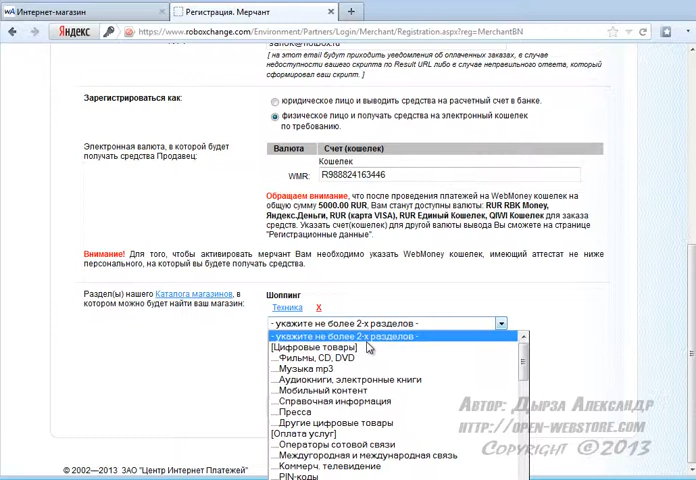 Интернет-магазин
Регистрация. Мерчант
Яндекс
https://www.roboxchange.com/Environment/Partners/Login/Merchant/Registration.aspx?reg=MerchantBN
[ на этот email будут приходить уведомления об оплаченных заказах, в случае
недоступности вашего скрипта по Result URL либо в случае неправильного ответа, который
сформировал ваш скрипт. ]
Зарегистрироваться как:
юридическое лицо и выводить средства на расчетный счет в банке.
физическое лицо и получать средства на электронный кошелек
по требованию.
Электронная валюта, в которой будет
получать средства Продавец:
Валюта Счет (кошелек)
Кошелек
WMR: R988824163446
Обращаем внимание, что после проведения платежей на WebMoney кошелек на
общую сумму 5000.00 RUR, Вам станут доступны валюты: RUR RBK Money,
Яндекс.Деньги, RUR (карта VISA), RUR Единый Кошелек, QIWI Кошелек для заказа
средств. Указать счет(кошелек) для другой валюты вывода Вы сможете на странице
"Регистрационные данные".
Внимание! Для того, чтобы активировать мерчант Вам необходимо указать WebMoney кошелек, имеющий аттестат не ниже
персонального, на который вы будете получать средства.
Раздел(ы) нашего Каталога магазинов, в
котором можно будет найти ваш магазин:
Шоппинг
Техника X
- укажите не более 2-х разделов -
- укажите не более 2-х разделов -
[Цифровые товары]
...Фильмы, CD, DVD
...Музыка mp3
...Аудиокниги, электронные книги
...Мобильный контент
...Справочная информация
...Пресса
...Другие цифровые товары
[Оплата услуг]
...Операторы сотовой связи
...Междугородная и международная связь
...Коммерч. телевидение
...PIN-коды
Автор: Дырза Александр
http://open-webstore.com
Copyright ©2013
© 2002—2013 ЗАО "Центр Интернет Платежей"